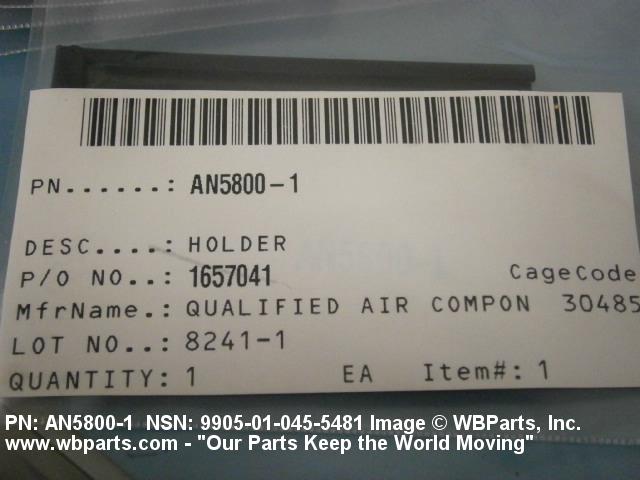 PN......: AN5800-1
DESC....: HOLDER
P/O NO..: 1657041 CageCode
MfrName.: QUALIFIED AIR COMPON 30485
LOT NO..: 8241-1
QUANTITY: 1 EA Item#: 1
PN: AN5800-1 NSN: 9905-01-045-5481 Image © WBParts, Inc.
www.wbparts.com - "Our Parts Keep the World Moving"